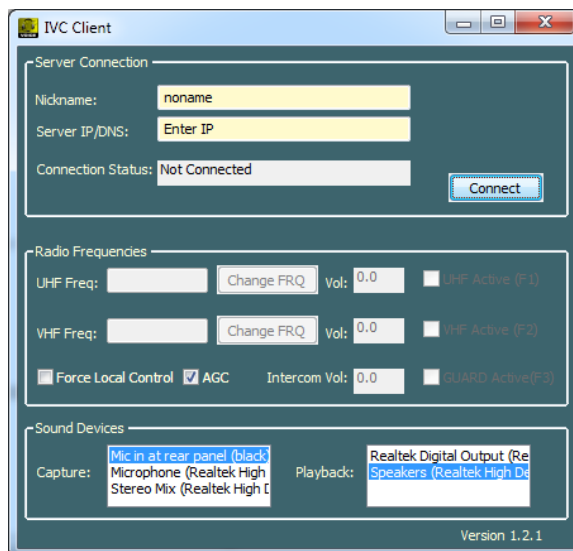 IVC Client
Server Connection
Nickname: noname
Server IP/DNS: Enter IP
Connection Status: Not Connected
Connect
Radio Frequencies
UHF Freq: Change FRQ Vol: 0.0 UHF Active (F1)
VHF Freq: Change FRQ Vol: 0.0 VHF Active (F2)
Force Local Control AGC Intercom Vol: 0.0 GUARD Active(F3)
Sound Devices
Capture:
Mic in at rear panel (black)
Microphone (Realtek High
Stereo Mix (Realtek High D
Playback:
Realtek Digital Output (Re
Speakers (Realtek High De
Version 1.2.1